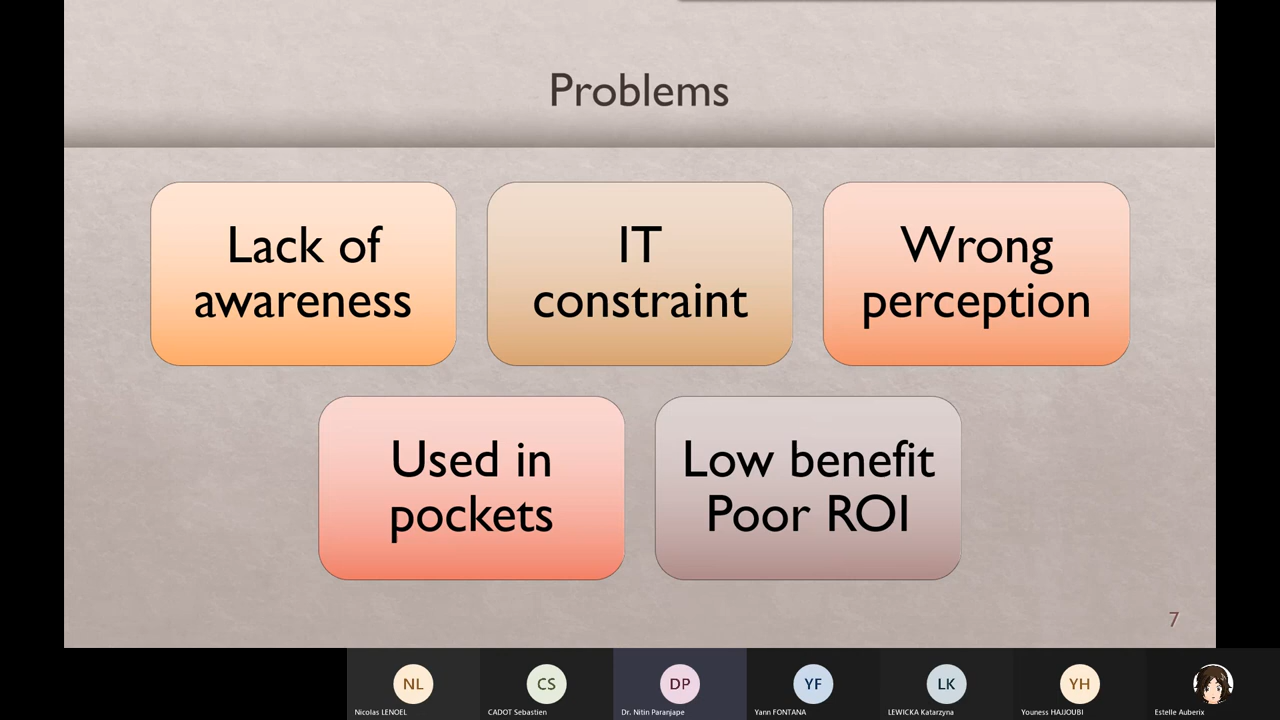 Problems
Lack of
awareness
IT
constraint
Wrong
perception
Used in
pockets
Low benefit
Poor ROI
7
NL
CS
DP
YF
LK
YH
Nicolas LENOEL
CADOT Sebastien
Dr. Nitin Paranjape
Yann FONTANA
LEWICKA Katarzyna
Youness HAJJOUBI
Estelle Auberix